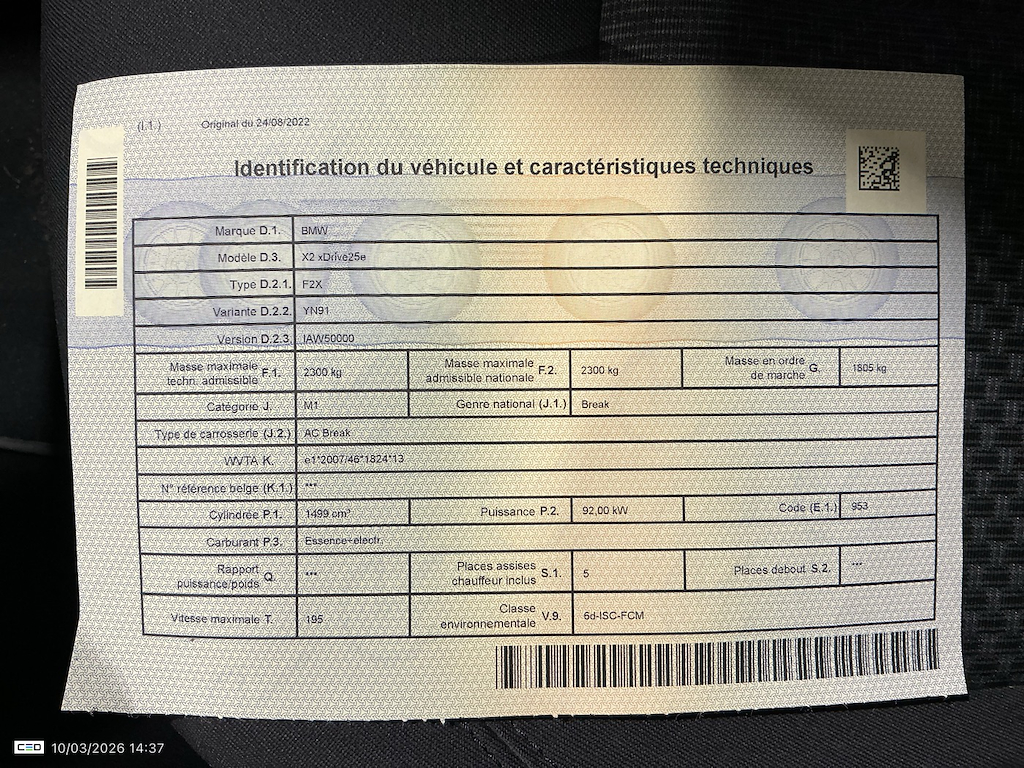 (I.1.) Original du 24/08/2022
Identification du véhicule et caractéristiques techniques
Marque D.1. BMW
Modèle D.3. X2 xDrive25e
Type D.2.1. F2X
Variante D.2.2. YN91
Version D.2.3. IAW50000
Masse maximale techn. admissible F.1. 2300 kg Masse maximale admissible nationale F.2. 2300 kg Masse en ordre de marche G. 1805 kg
Catégorie J. M1 Genre national (J.1.) Break
Type de carrosserie (J.2.) AC Break
WVTA K. e1*2007/46*1824*13
N° référence belge (K.1.) ***
Cylindrée P.1. 1499 cm³ Puissance P.2. 92,00 kW Code (E.1.) 953
Carburant P.3. Essence+electr.
Rapport puissance/poids Q. *** Places assises chauffeur inclus S.1. 5 Places debout S.2. ***
Vitesse maximale T. 195 Classe environnementale V.9. 6d-ISC-FCM
CEO 10/03/2026 14:37